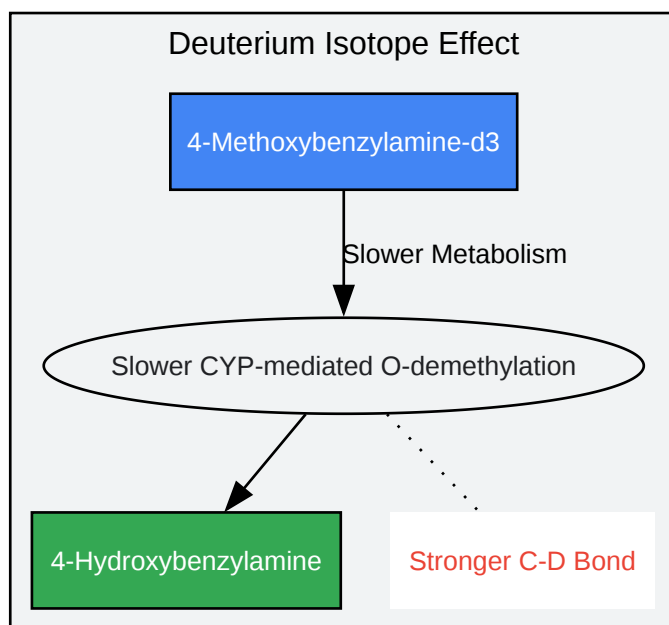 Deuterium Isotope Effect
4-Methoxybenzylamine-d3
Slower Metabolism
Slower CYP-mediated O-demethylation
4-Hydroxybenzylamine
Stronger C-D Bond